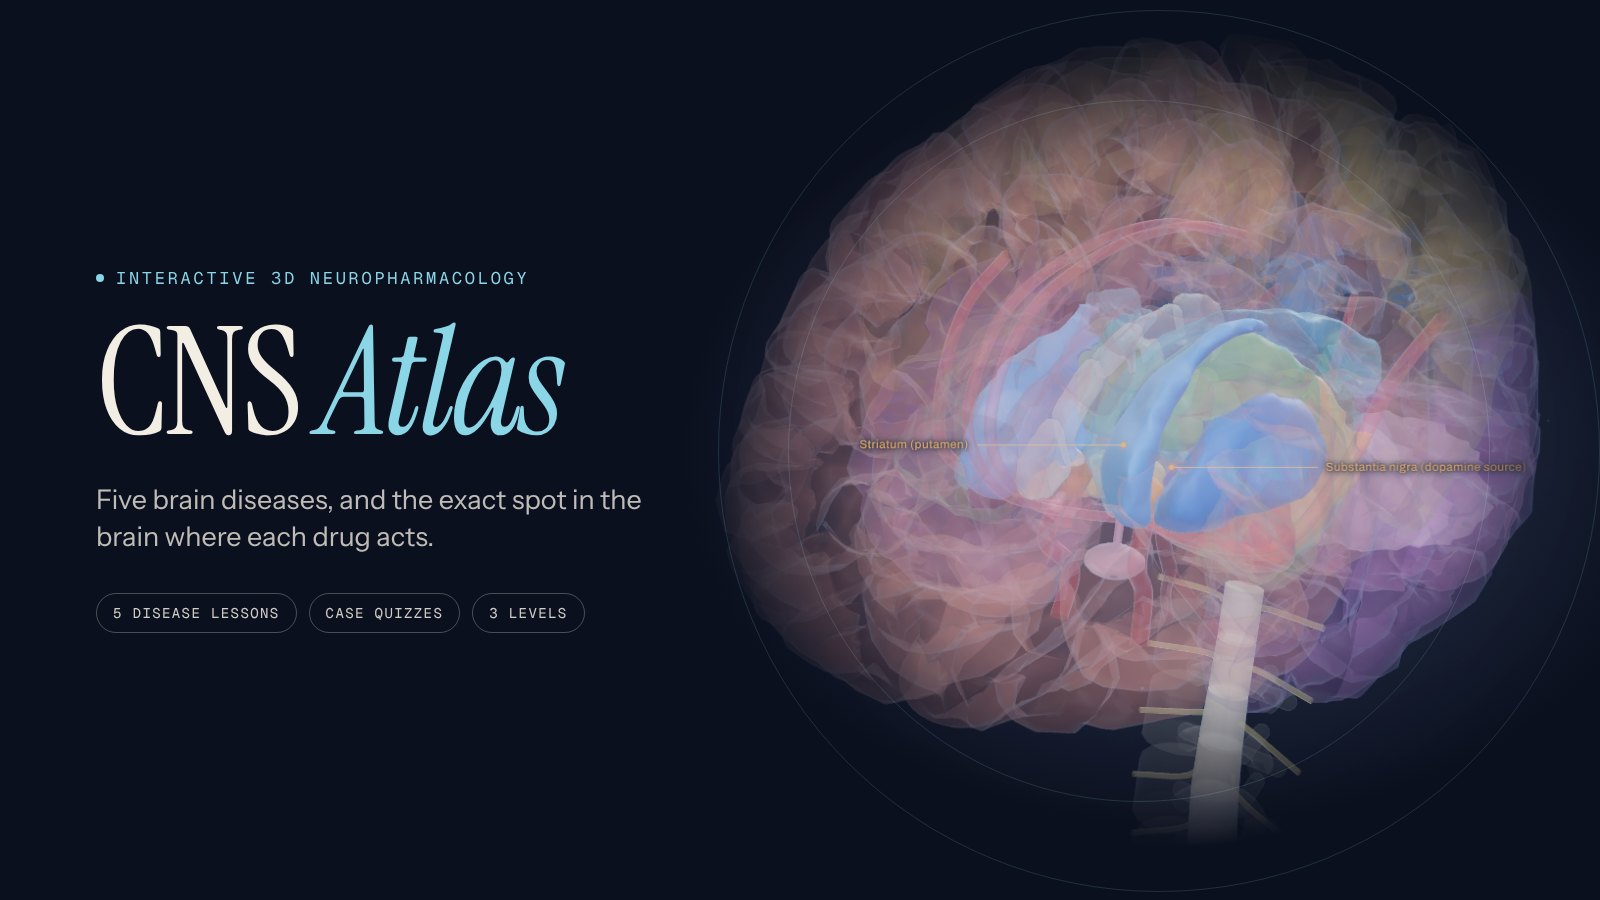 INTERACTIVE 3D NEUROPHARMACOLOGY
CNS Atlas
Five brain diseases, and the exact spot in the
brain where each drug acts.
5 DISEASE LESSONS
CASE QUIZZES
3 LEVELS
Striatum (putamen)
Substantia nigra (dopamine source)